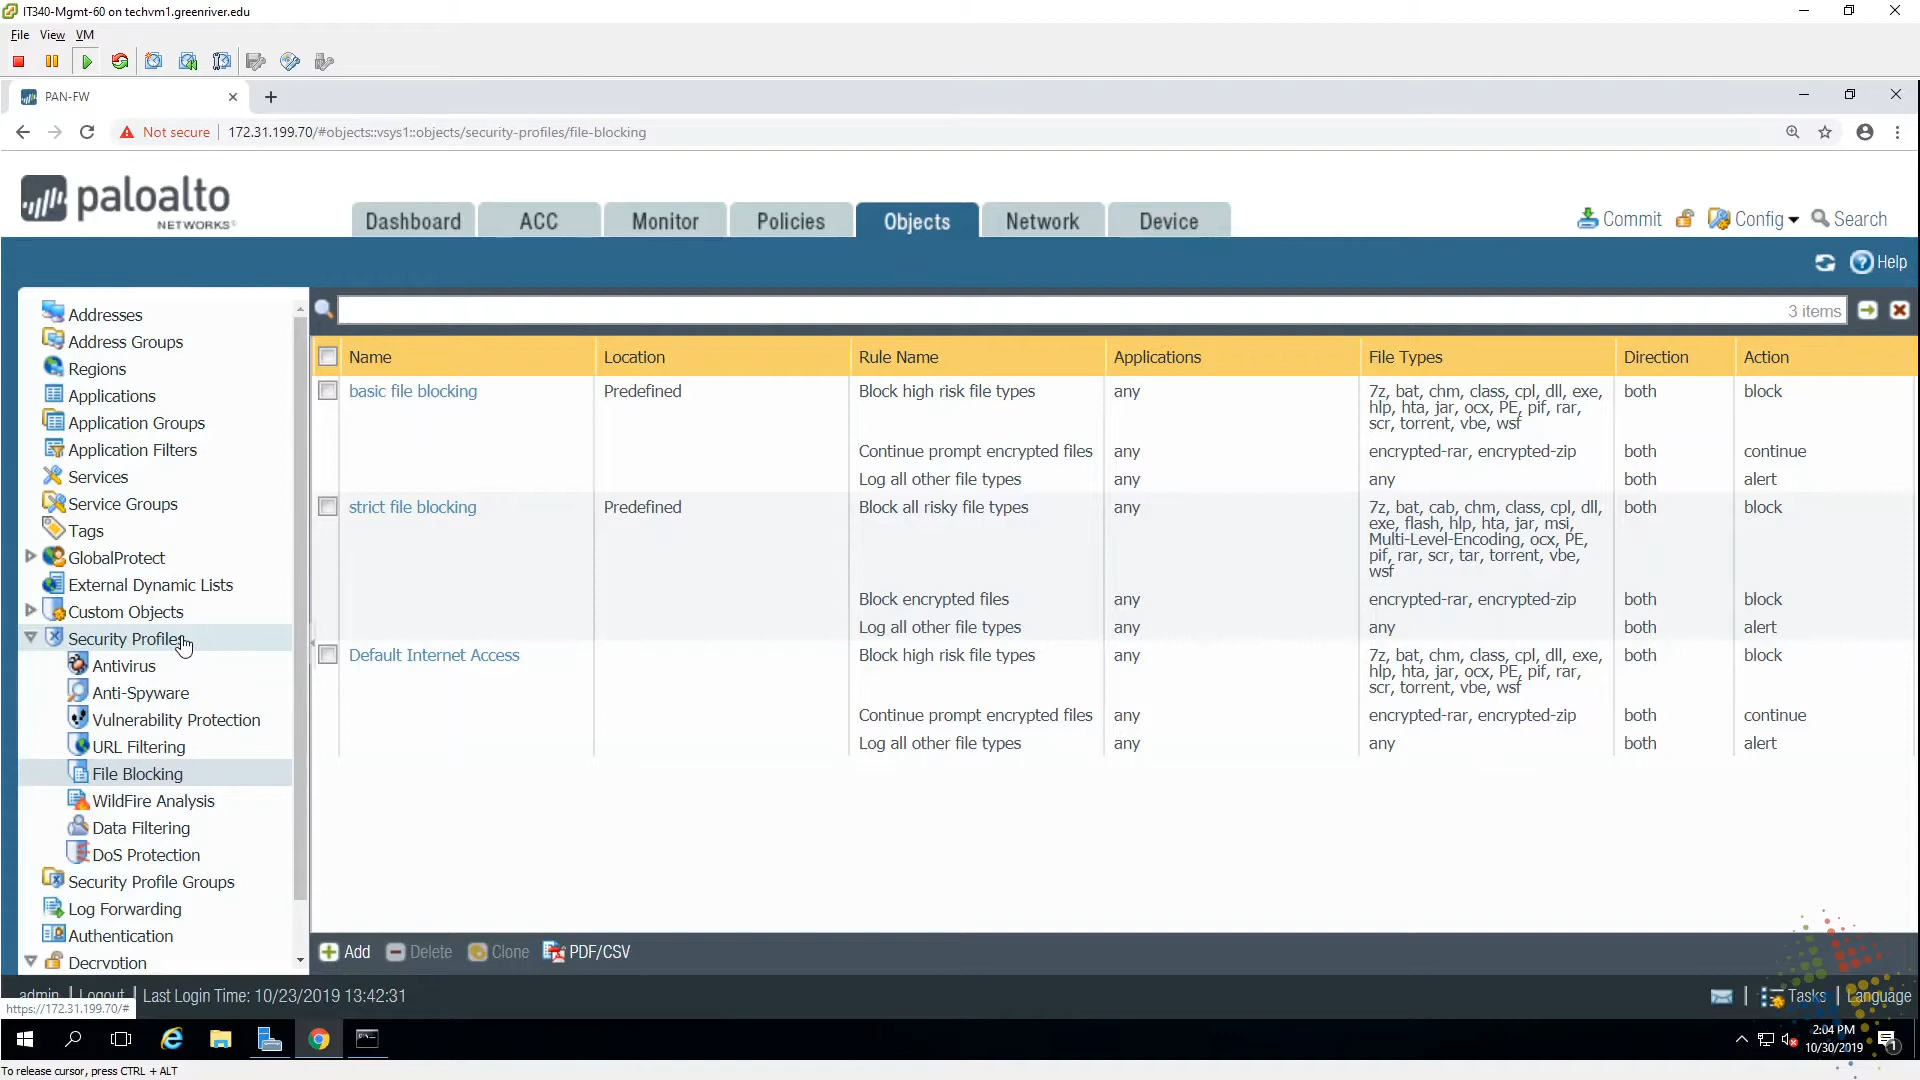 IT340-Mgmt-60 on techvm1.greenriver.edu
File View VM
PAN-FW
Not secure 172.31.199.70/#objects::vsys1::objects/security-profiles/file-blocking
paloalto
NETWORKS®
Dashboard ACC Monitor Policies Objects Network Device
Commit Config Search
Help
3 items
Addresses
Address Groups
Regions
Applications
Application Groups
Application Filters
Services
Service Groups
Tags
GlobalProtect
External Dynamic Lists
Custom Objects
Security Profiles
Antivirus
Anti-Spyware
Vulnerability Protection
URL Filtering
File Blocking
WildFire Analysis
Data Filtering
DoS Protection
Security Profile Groups
Log Forwarding
Authentication
Decryption
Name Location Rule Name Applications File Types Direction Action
basic file blocking Predefined Block high risk file types any 7z, bat, chm, class, cpl, dll, exe, both block
hlp, hta, jar, ocx, PE, pif, rar,
scr, torrent, vbe, wsf
Continue prompt encrypted files any encrypted-rar, encrypted-zip both continue
Log all other file types any any both alert
strict file blocking Predefined Block all risky file types any 7z, bat, cab, chm, class, cpl, dll, both block
exe, flash, hlp, hta, jar, msi,
Multi-Level-Encoding, ocx, PE,
pif, rar, scr, tar, torrent, vbe,
wsf
Block encrypted files any encrypted-rar, encrypted-zip both block
Log all other file types any any both alert
Default Internet Access Block high risk file types any 7z, bat, chm, class, cpl, dll, exe, both block
hlp, hta, jar, ocx, PE, pif, rar,
scr, torrent, vbe, wsf
Continue prompt encrypted files any encrypted-rar, encrypted-zip both continue
Log all other file types any any both alert
Add Delete Clone PDF/CSV
admin | Logout | Last Login Time: 10/23/2019 13:42:31
Tasks | Language
https://172.31.199.70/#
2:04 PM
10/30/2019
1
To release cursor, press CTRL + ALT